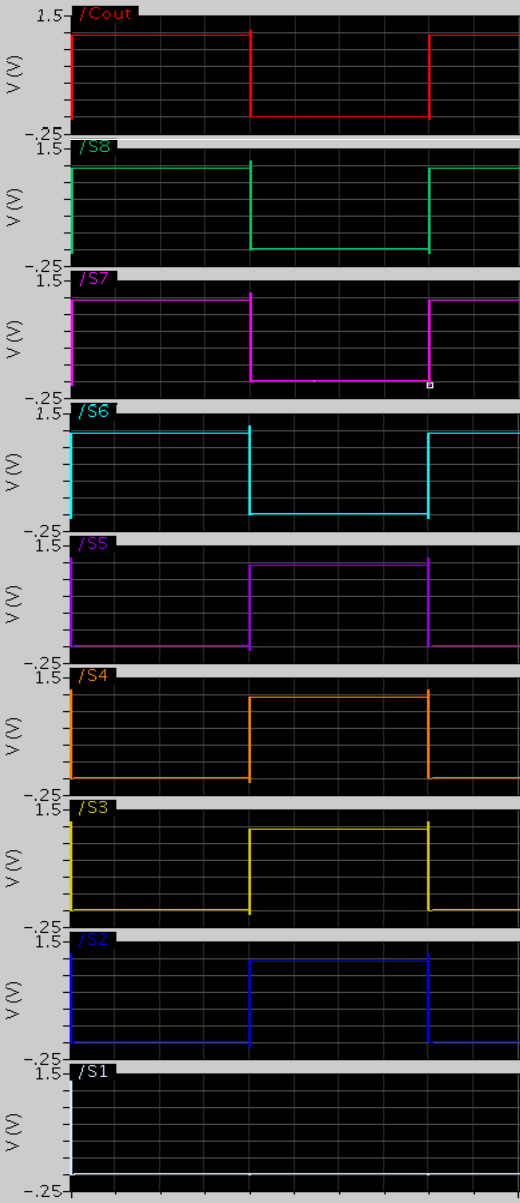 1.5 /Cout
V (V)
-.25
1.5 /S8
V (V)
-.25
1.5 /S7
V (V)
-.25
1.5 /S6
V (V)
-.25
1.5 /S5
V (V)
-.25
1.5 /S4
V (V)
-.25
1.5 /S3
V (V)
-.25
1.5 /S2
V (V)
-.25
1.5 /S1
V (V)
-.25